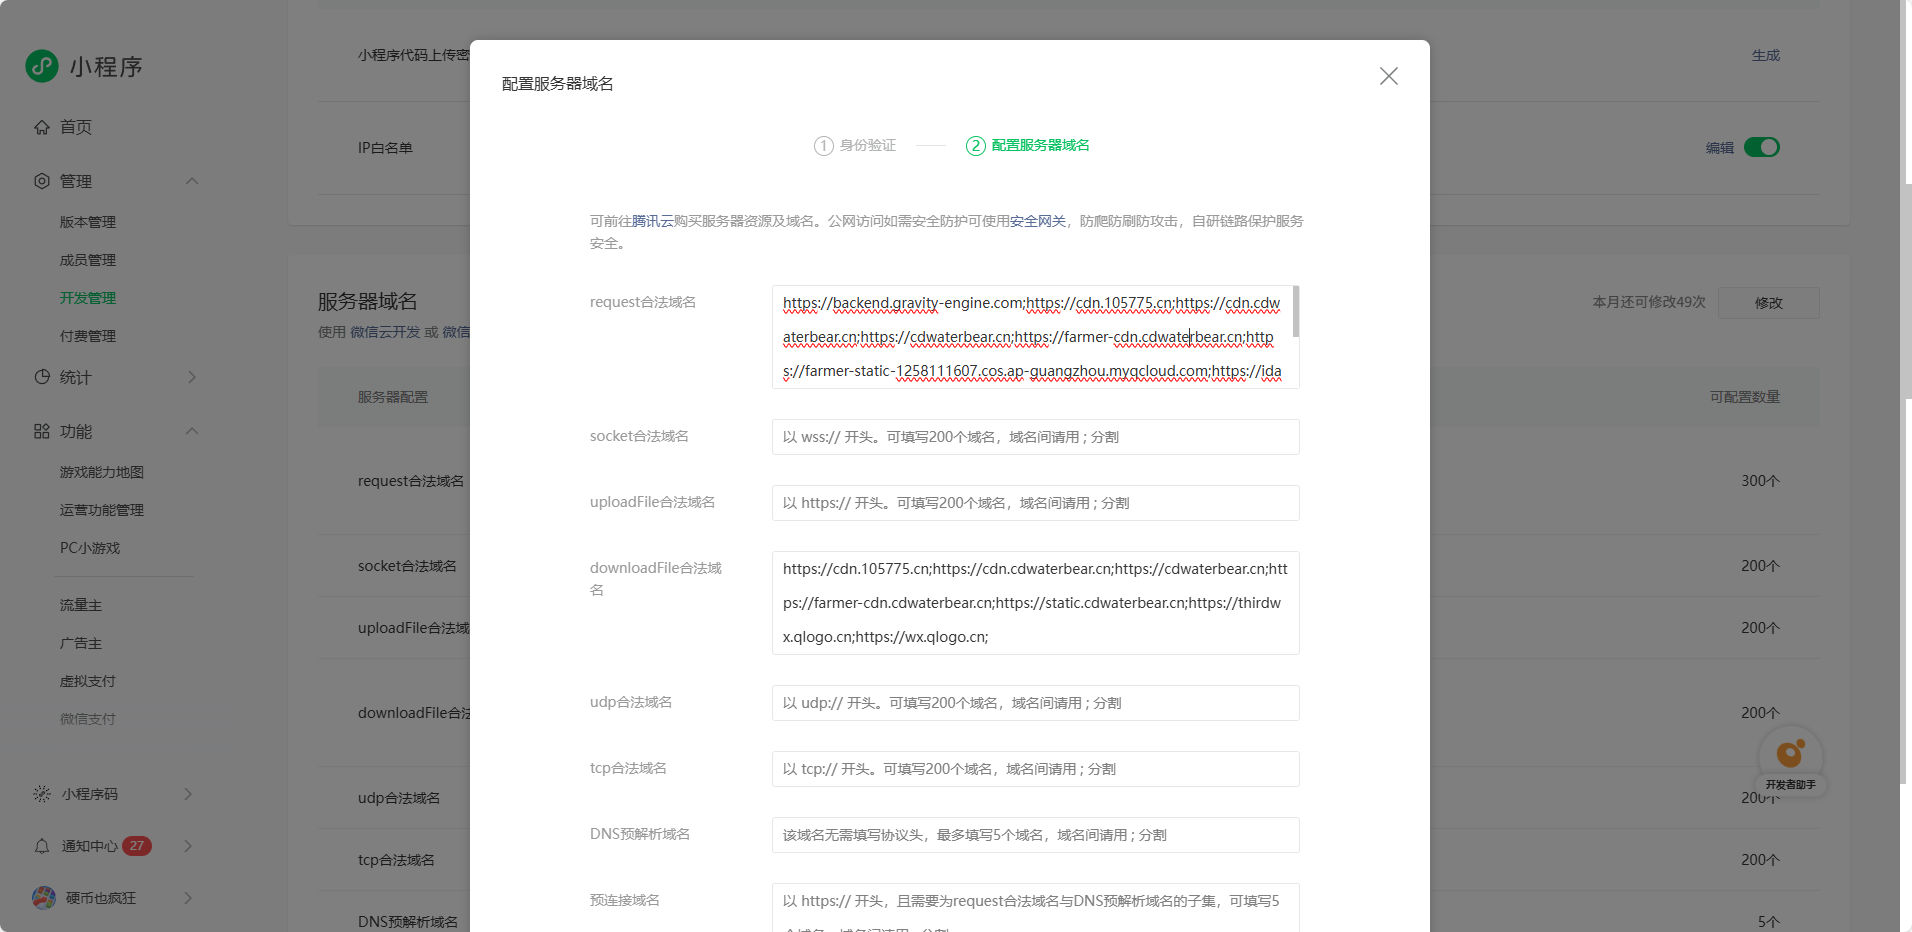 小程序
首页
管理
版本管理
成员管理
开发管理
付费管理
统计
功能
游戏能力地图
运营功能管理
PC小游戏
流量主
广告主
虚拟支付
微信支付
小程序码
通知中心 27
硬币也疯狂
小程序代码上传密
生成
IP白名单
编辑
服务器域名
使用 微信云开发 或 微信
本月还可修改49次
修改
服务器配置
可配置数量
request合法域名
300个
socket合法域名
200个
uploadFile合法域
200个
downloadFile合法
200个
udp合法域名
200个
tcp合法域名
200个
DNS预解析域名
5个
开发者助手
配置服务器域名
1 身份验证
2 配置服务器域名
可前往腾讯云购买服务器资源及域名。公网访问如需安全防护可使用安全网关，防爬防刷防攻击，自研链路保护服务
安全。
request合法域名
https://backend.gravity-engine.com;https://cdn.105775.cn;https://cdn.cdw
aterbear.cn;https://cdwaterbear.cn;https://farmer-cdn.cdwaterbear.cn;http
s://farmer-static-1258111607.cos.ap-guangzhou.myqcloud.com;https://ida
socket合法域名
以 wss:// 开头。可填写200个域名，域名间请用 ; 分割
uploadFile合法域名
以 https:// 开头。可填写200个域名，域名间请用 ; 分割
downloadFile合法域
名
https://cdn.105775.cn;https://cdn.cdwaterbear.cn;https://cdwaterbear.cn;htt
ps://farmer-cdn.cdwaterbear.cn;https://static.cdwaterbear.cn;https://thirdw
x.qlogo.cn;https://wx.qlogo.cn;
udp合法域名
以 udp:// 开头。可填写200个域名，域名间请用 ; 分割
tcp合法域名
以 tcp:// 开头。可填写200个域名，域名间请用 ; 分割
DNS预解析域名
该域名无需填写协议头，最多填写5个域名，域名间请用 ; 分割
预连接域名
以 https:// 开头，且需要为request合法域名与DNS预解析域名的子集，可填写5